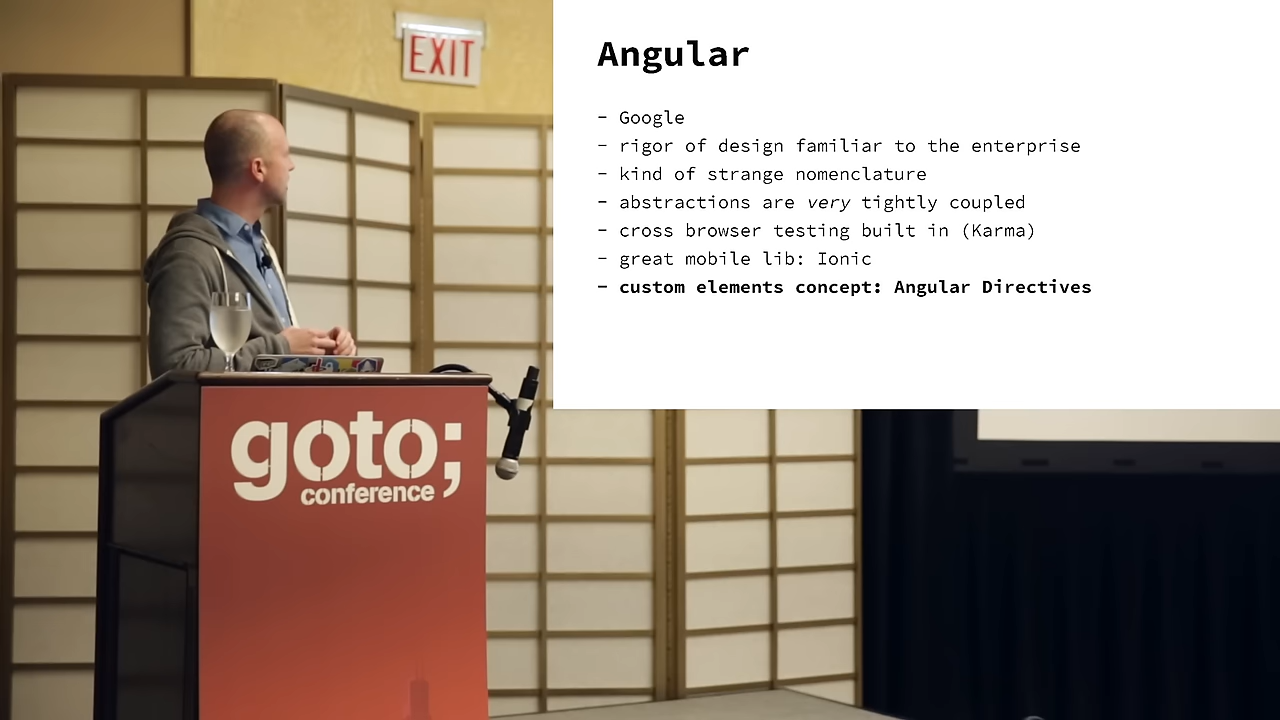 EXIT
Angular
- Google
- rigor of design familiar to the enterprise
- kind of strange nomenclature
- abstractions are very tightly coupled
- cross browser testing built in (Karma)
- great mobile lib: Ionic
- custom elements concept: Angular Directives
goto;
conference